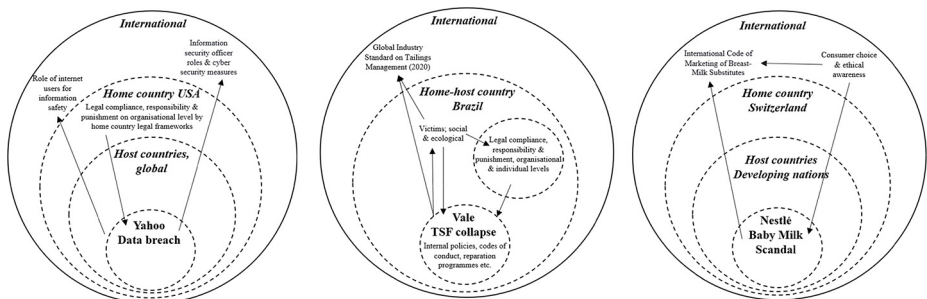 International
Information
security officer
roles & cyber
security measures
Role of internet
users for
information
safety
Home country USA
Legal compliance, responsibility &
punishment on organisational level by
home country legal frameworks
Host countries,
global
Yahoo
Data breach
International
Global Industry
Standard on Tailings
Management (2020)
Home-host country
Brazil
Victims; social
& ecological
Legal compliance,
responsibility &
punishment, organisational
& individual levels
Vale
TSF collapse
Internal policies, codes of
conduct, reparation
programmes etc.
International
International Code of
Marketing of Breast-
Milk Substitutes
Consumer choice
& ethical
awareness
Home country
Switzerland
Host countries
Developing nations
Nestlé
Baby Milk
Scandal